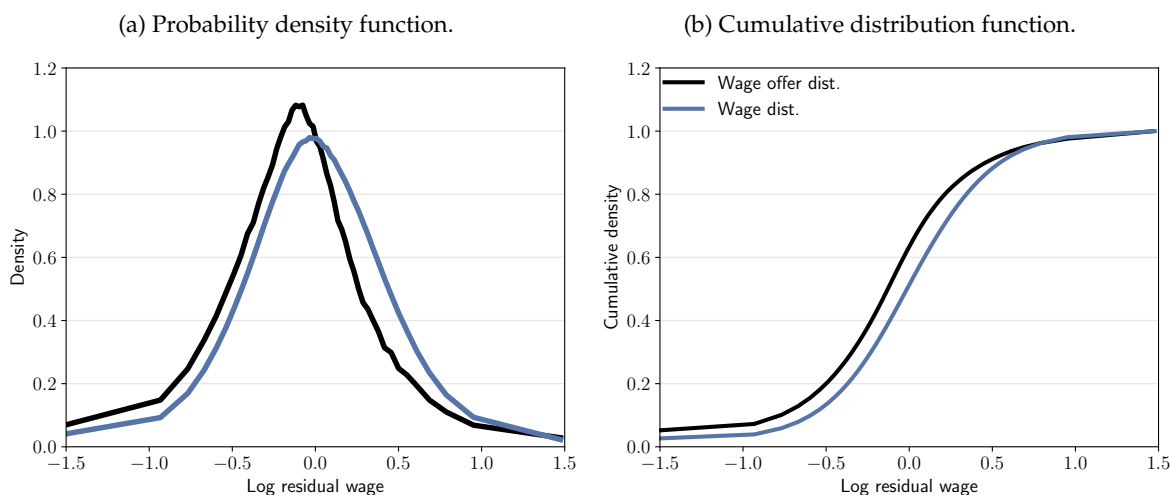 (a) Probability density function.
1.2
1.0
0.8
0.6
0.4
0.2
0.0
Density
−1.5 −1.0 −0.5 0.0 0.5 1.0 1.5
Log residual wage
(b) Cumulative distribution function.
Wage offer dist.
Wage dist.
1.2
1.0
0.8
0.6
0.4
0.2
0.0
Cumulative density
−1.5 −1.0 −0.5 0.0 0.5 1.0 1.5
Log residual wage